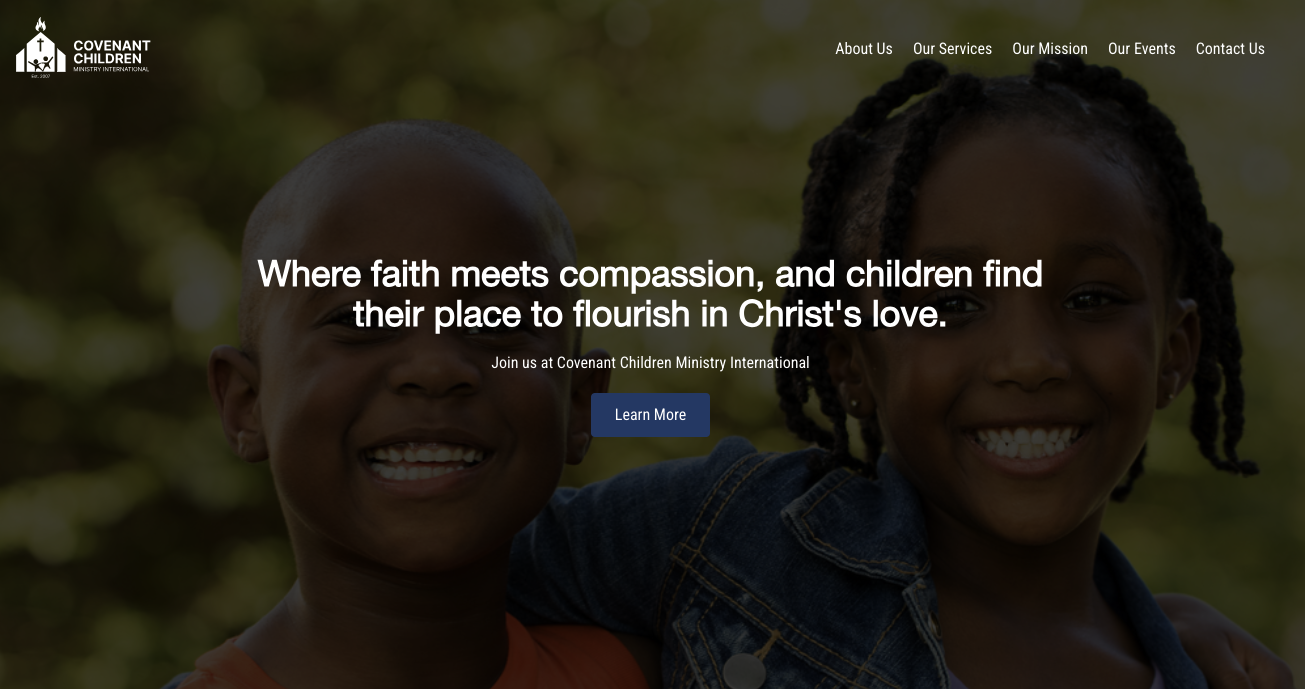 COVENANT
CHILDREN
MINISTRY INTERNATIONAL
Est. 2007
About Us Our Services Our Mission Our Events Contact Us
Where faith meets compassion, and children find
their place to flourish in Christ's love.
Join us at Covenant Children Ministry International
Learn More